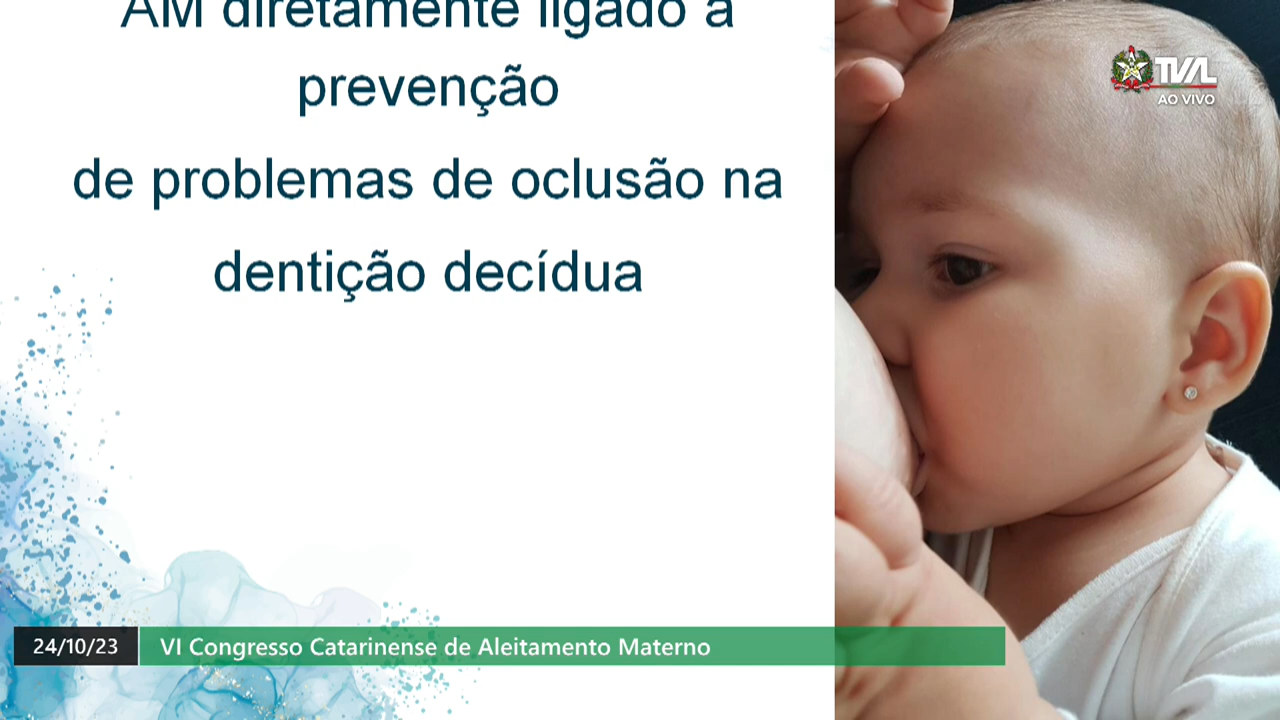 AM diretamente ligado a
prevenção
de problemas de oclusão na
dentição decídua
TVAL
AO VIVO
24/10/23 VI Congresso Catarinense de Aleitamento Materno